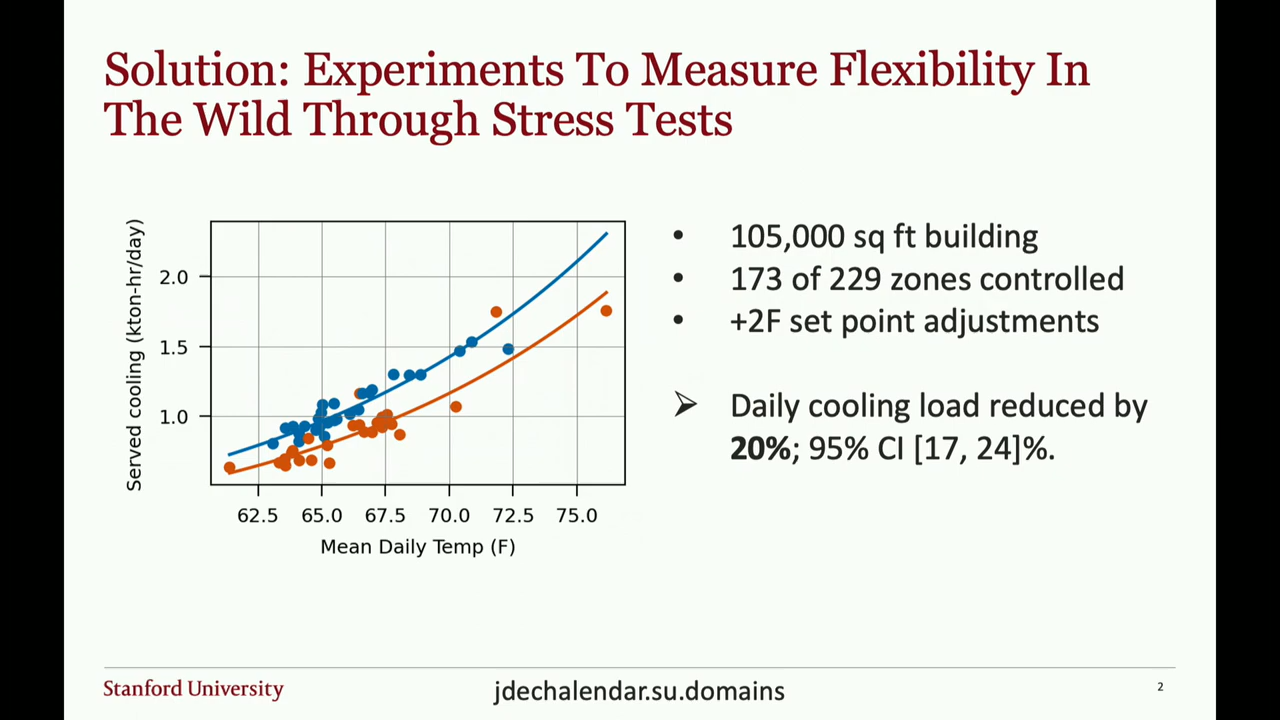 Solution: Experiments To Measure Flexibility In
The Wild Through Stress Tests
Served cooling (kton-hr/day)
2.0
1.5
1.0
62.5 65.0 67.5 70.0 72.5 75.0
Mean Daily Temp (F)
• 105,000 sq ft building
• 173 of 229 zones controlled
• +2F set point adjustments
➢ Daily cooling load reduced by
20%; 95% CI [17, 24]%.
Stanford University
jdechalendar.su.domains
2